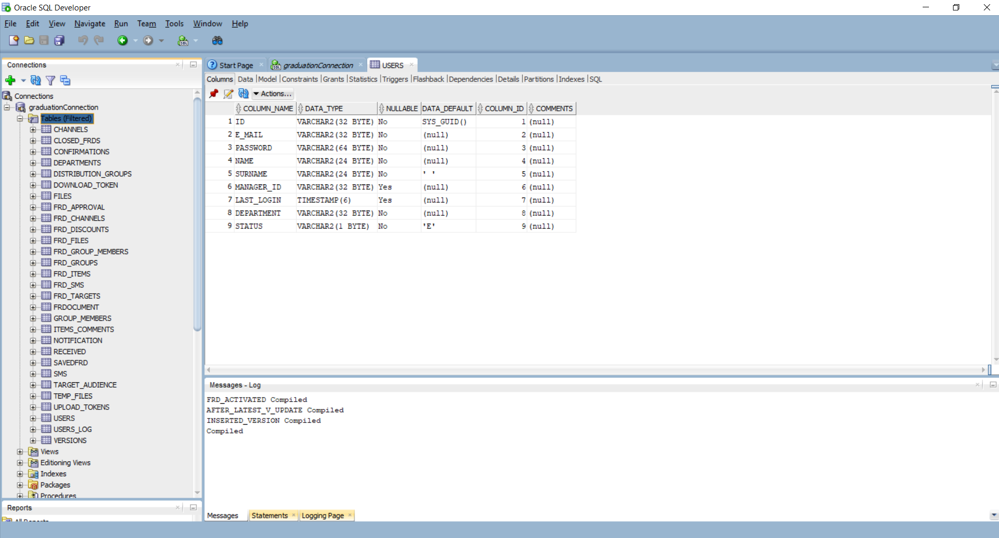 Oracle SQL Developer
File Edit View Navigate Run Team Tools Window Help
Connections
Connections
graduationConnection
Tables (Filtered)
CHANNELS
CLOSED_FRDS
CONFIRMATIONS
DEPARTMENTS
DISTRIBUTION_GROUPS
DOWNLOAD_TOKEN
FILES
FRD_APPROVAL
FRD_CHANNELS
FRD_DISCOUNTS
FRD_FILES
FRD_GROUP_MEMBERS
FRD_GROUPS
FRD_ITEMS
FRD_SMS
FRD_TARGETS
FRDOCUMENT
GROUP_MEMBERS
ITEMS_COMMENTS
NOTIFICATION
RECEIVED
SAVEDFRD
SMS
TARGET_AUDIENCE
TEMP_FILES
UPLOAD_TOKENS
USERS
USERS_LOG
VERSIONS
Views
Editioning Views
Indexes
Packages
Procedures
Reports
All Reports
Start Page graduationConnection USERS
Columns Data Model Constraints Grants Statistics Triggers Flashback Dependencies Details Partitions Indexes SQL
Actions...
COLUMN_NAME DATA_TYPE NULLABLE DATA_DEFAULT COLUMN_ID COMMENTS
1 ID VARCHAR2(32 BYTE) No SYS_GUID() 1 (null)
2 E_MAIL VARCHAR2(32 BYTE) No (null) 2 (null)
3 PASSWORD VARCHAR2(64 BYTE) No (null) 3 (null)
4 NAME VARCHAR2(24 BYTE) No (null) 4 (null)
5 SURNAME VARCHAR2(24 BYTE) No ' ' 5 (null)
6 MANAGER_ID VARCHAR2(32 BYTE) Yes (null) 6 (null)
7 LAST_LOGIN TIMESTAMP(6) Yes (null) 7 (null)
8 DEPARTMENT VARCHAR2(32 BYTE) No (null) 8 (null)
9 STATUS VARCHAR2(1 BYTE) No 'E' 9 (null)
Messages - Log
FRD_ACTIVATED Compiled
AFTER_LATEST_V_UPDATE Compiled
INSERTED_VERSION Compiled
Compiled
Messages Statements Logging Page